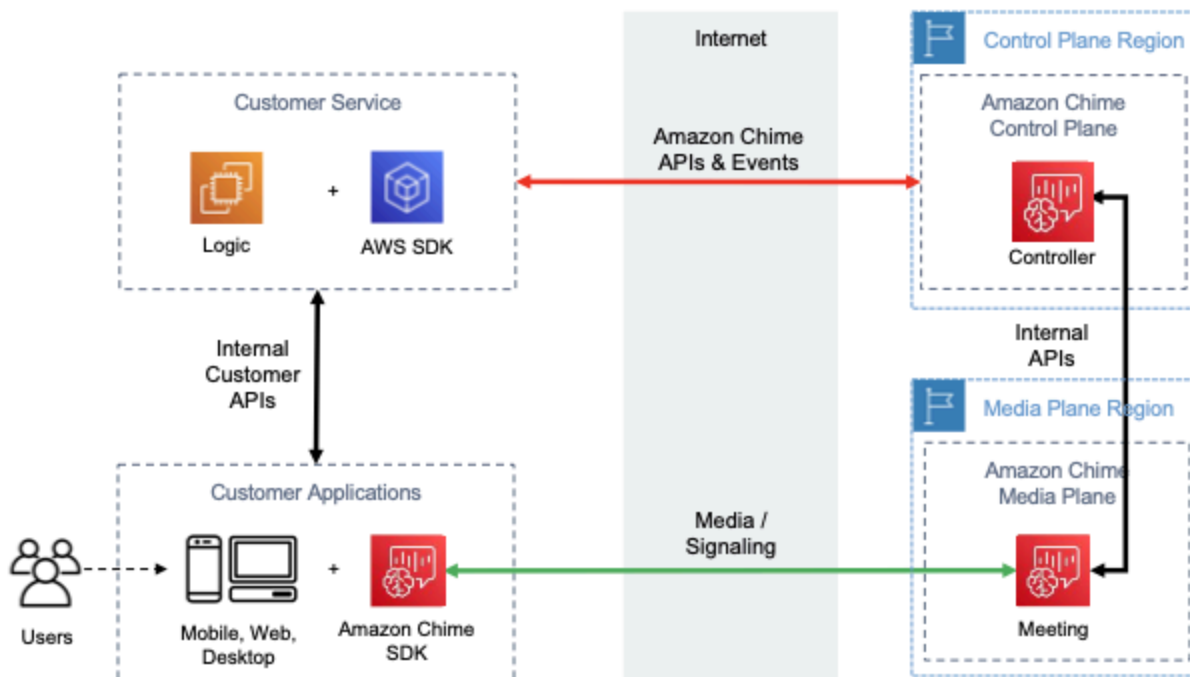 Internet
Control Plane Region
Customer Service
Amazon Chime
Control Plane
Amazon Chime
APIs & Events
+
Logic
AWS SDK
Controller
Internal
Customer
APIs
Internal
APIs
Media Plane Region
Customer Applications
Amazon Chime
Media Plane
Media /
Signaling
+
Users
Mobile, Web,
Desktop
Amazon Chime
SDK
Meeting